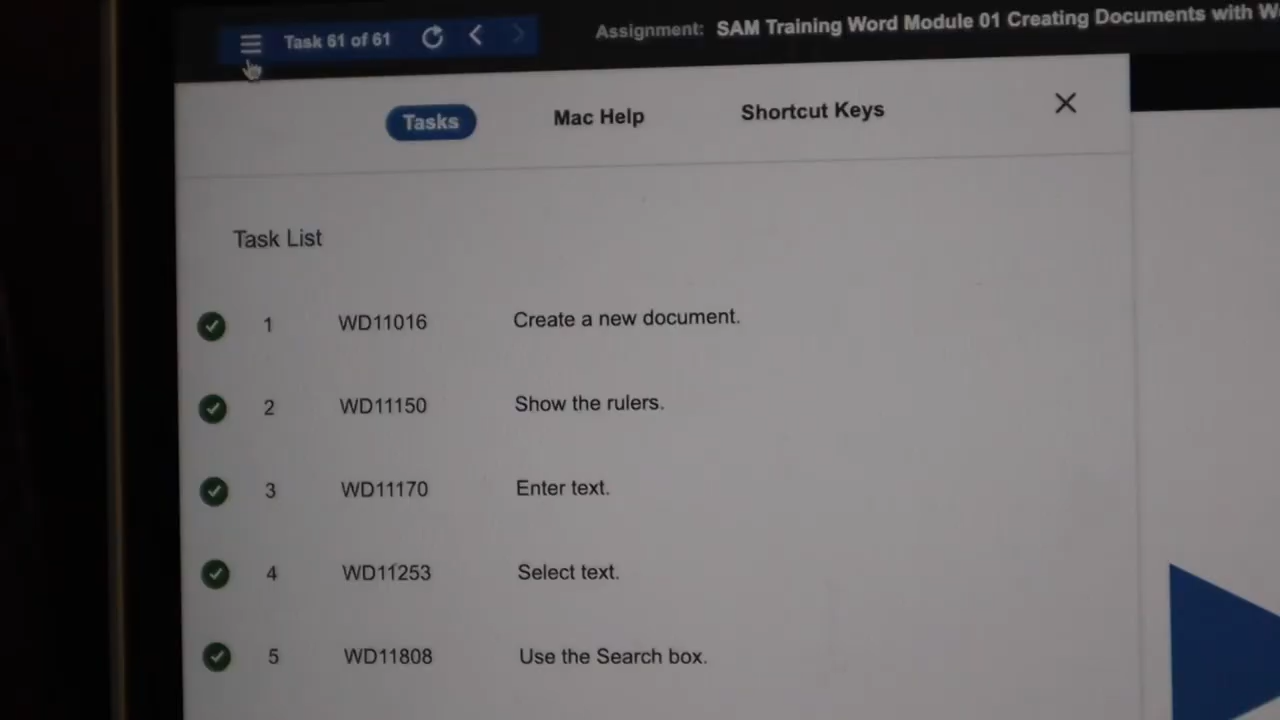 Task 61 of 61
Assignment: SAM Training Word Module 01 Creating Documents with
Tasks Mac Help Shortcut Keys
Task List
1 WD11016 Create a new document.
2 WD11150 Show the rulers.
3 WD11170 Enter text.
4 WD11253 Select text.
5 WD11808 Use the Search box.